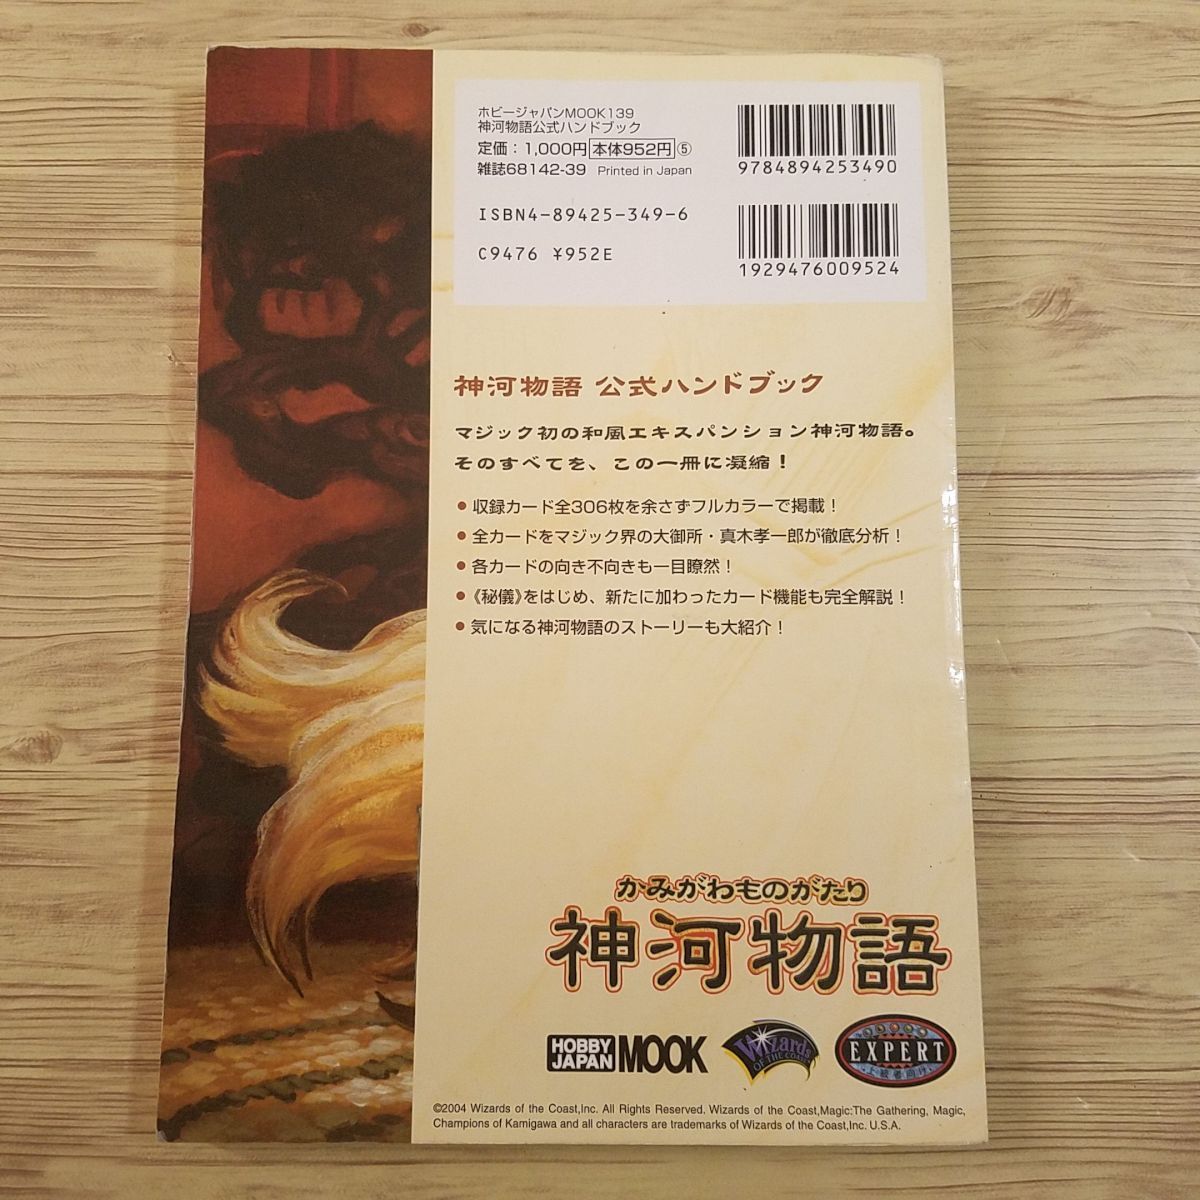 ホビージャパンMOOK139
神河物語公式ハンドブック
定価：1,000円 本体952円 ⑤
雑誌68142-39 Printed in Japan
9784894253490
ISBN4-89425-349-6
C9476 ¥952E
1929476009524
神河物語 公式ハンドブック
マジック初の和風エキスパンション神河物語。
そのすべてを、この一冊に凝縮！
●収録カード全306枚を余さずフルカラーで掲載！
●全カードをマジック界の大御所・真木孝一郎が徹底分析！
●各カードの向き不向きも一目瞭然！
●《秘儀》をはじめ、新たに加わったカード機能も完全解説！
●気になる神河物語のストーリーも大紹介！
かみがわものがたり
神河物語
HOBBY JAPAN MOOK
Wizards OF THE COAST
EXPERT
上級者向け
©2004 Wizards of the Coast,Inc. All Rights Reserved. Wizards of the Coast,Magic:The Gathering, Magic,
Champions of Kamigawa and all characters are trademarks of Wizards of the Coast,Inc. U.S.A.